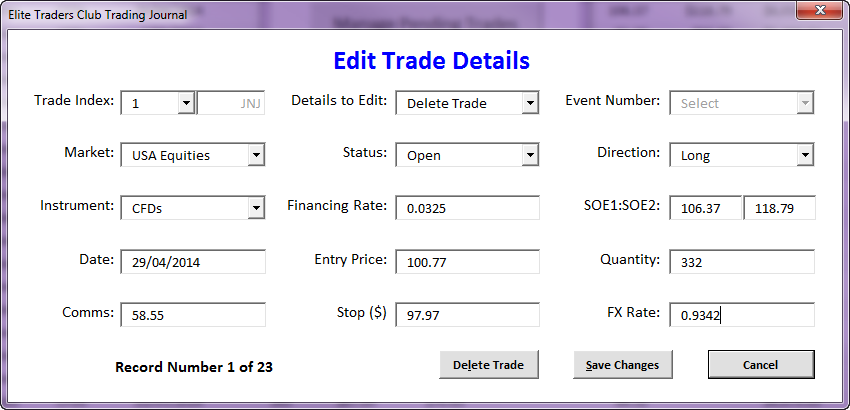 Elite Traders Club Trading Journal
Manage Pending Trades
Edit Trade Details
Trade Index: 1 JNJ Details to Edit: Delete Trade Event Number: Select
Market: USA Equities Status: Open Direction: Long
Instrument: CFDs Financing Rate: 0.0325 SOE1:SOE2: 106.37 118.79
Date: 29/04/2014 Entry Price: 100.77 Quantity: 332
Comms: 58.55 Stop ($) 97.97 FX Rate: 0.9342
Record Number 1 of 23 Delete Trade Save Changes Cancel